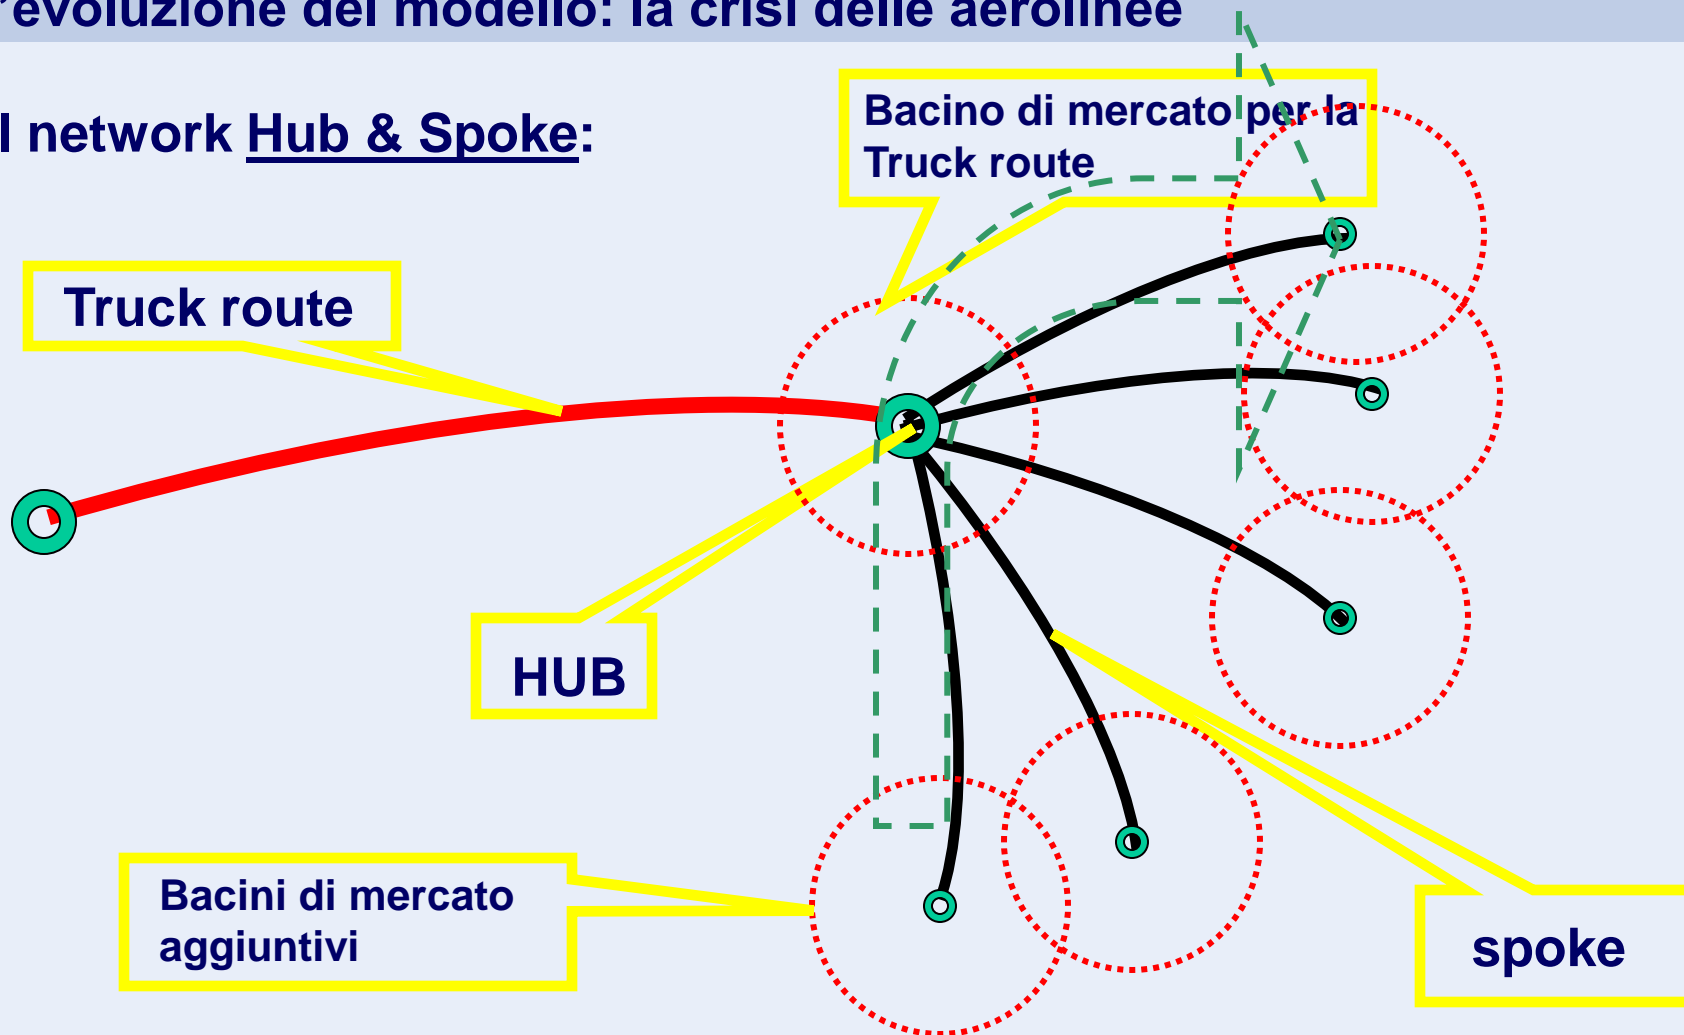 'evoluzione del modello: la crisi delle aerolinee
l network Hub & Spoke:
Bacino di mercato per la
Truck route
Truck route
HUB
Bacini di mercato
aggiuntivi
spoke